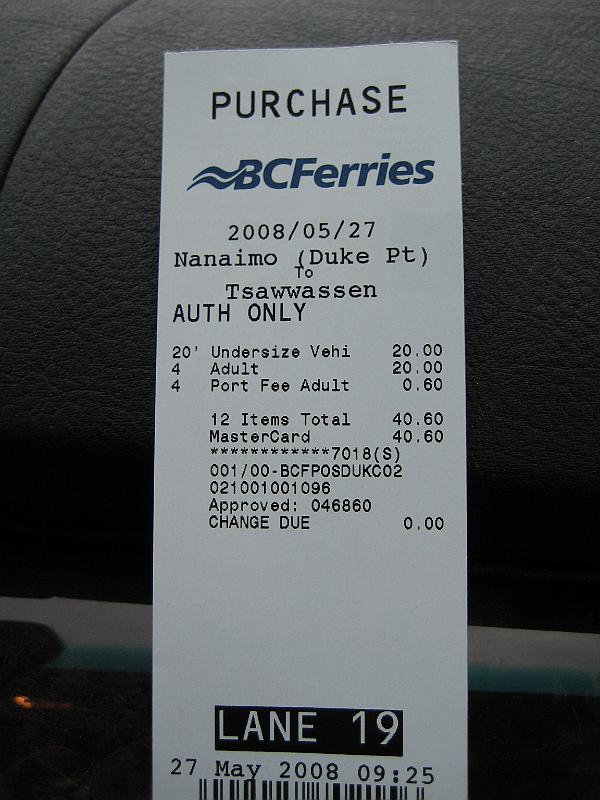 PURCHASE
BCFerries
2008/05/27
Nanaimo (Duke Pt)
To
Tsawwassen
AUTH ONLY
20' Undersize Vehi 20.00
4 Adult 20.00
4 Port Fee Adult 0.60
12 Items Total 40.60
MasterCard 40.60
************7018(S)
001/00-BCFPOSDUKC02
021001001096
Approved: 046860
CHANGE DUE 0.00
LANE 19
27 May 2008 09:25